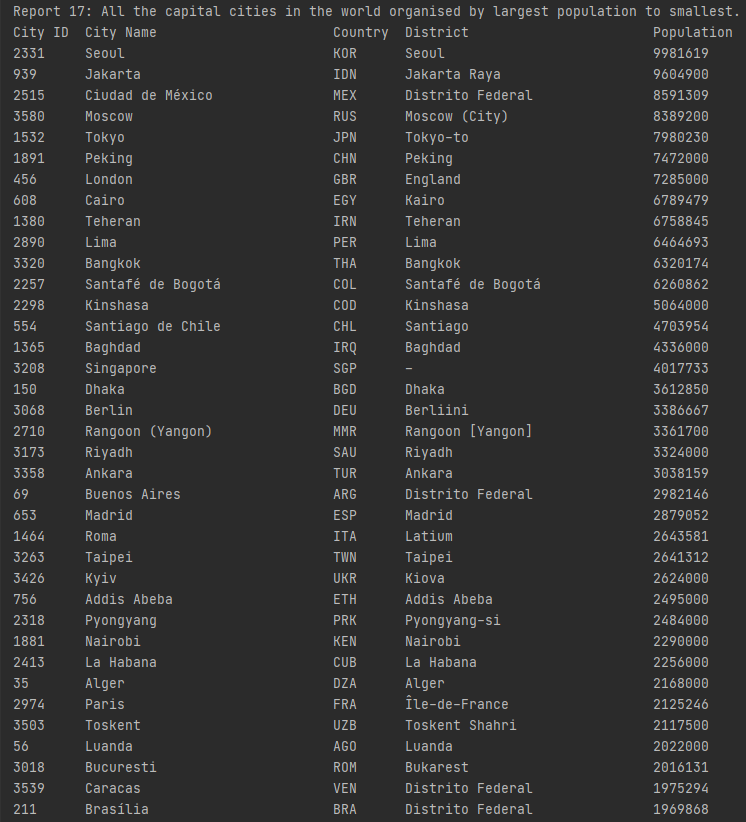 Report 17: All the capital cities in the world organised by largest population to smallest.
City ID City Name Country District Population
2331 Seoul KOR Seoul 9981619
939 Jakarta IDN Jakarta Raya 9604900
2515 Ciudad de México MEX Distrito Federal 8591309
3580 Moscow RUS Moscow (City) 8389200
1532 Tokyo JPN Tokyo-to 7980230
1891 Peking CHN Peking 7472000
456 London GBR England 7285000
608 Cairo EGY Kairo 6789479
1380 Teheran IRN Teheran 6758845
2890 Lima PER Lima 6464693
3320 Bangkok THA Bangkok 6320174
2257 Santafé de Bogotá COL Santafé de Bogotá 6260862
2298 Kinshasa COD Kinshasa 5064000
554 Santiago de Chile CHL Santiago 4703954
1365 Baghdad IRQ Baghdad 4336000
3208 Singapore SGP – 4017733
150 Dhaka BGD Dhaka 3612850
3068 Berlin DEU Berliini 3386667
2710 Rangoon (Yangon) MMR Rangoon [Yangon] 3361700
3173 Riyadh SAU Riyadh 3324000
3358 Ankara TUR Ankara 3038159
69 Buenos Aires ARG Distrito Federal 2982146
653 Madrid ESP Madrid 2879052
1464 Roma ITA Latium 2643581
3263 Taipei TWN Taipei 2641312
3426 Kyiv UKR Kiova 2624000
756 Addis Abeba ETH Addis Abeba 2495000
2318 Pyongyang PRK Pyongyang-si 2484000
1881 Nairobi KEN Nairobi 2290000
2413 La Habana CUB La Habana 2256000
35 Alger DZA Alger 2168000
2974 Paris FRA Île-de-France 2125246
3503 Toskent UZB Toskent Shahri 2117500
56 Luanda AGO Luanda 2022000
3018 Bucuresti ROM Bukarest 2016131
3539 Caracas VEN Distrito Federal 1975294
211 Brasília BRA Distrito Federal 1969868